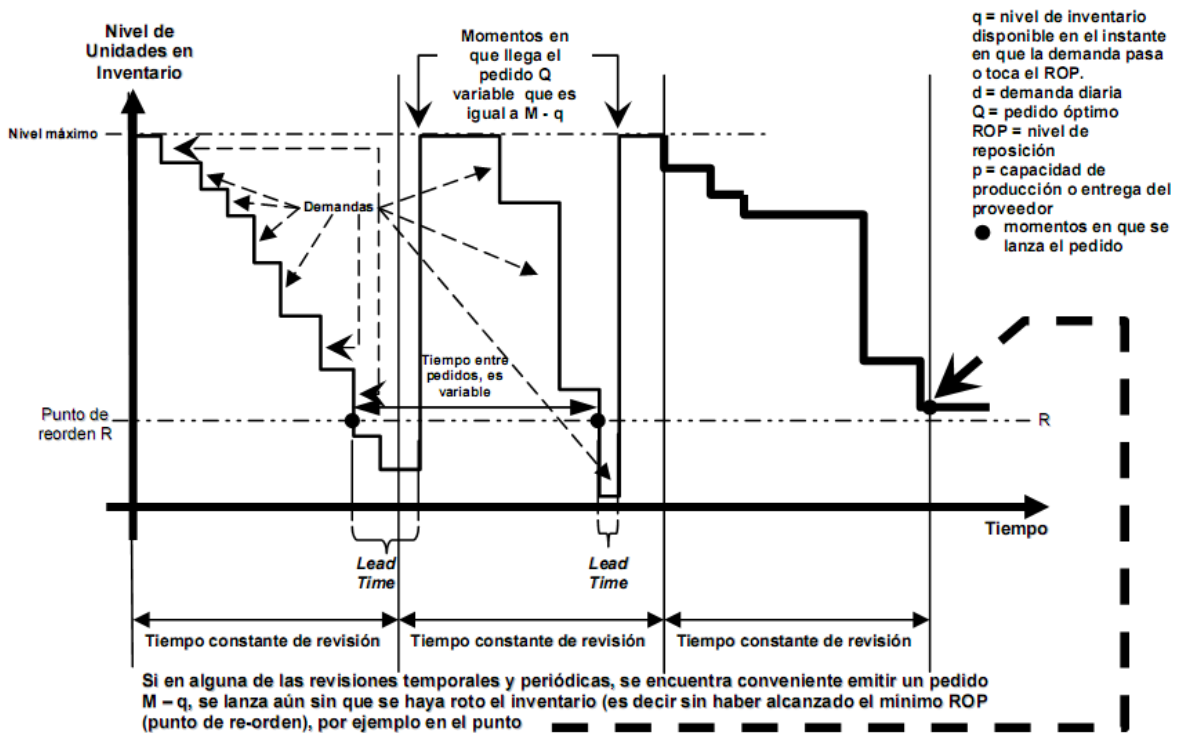 Nivel de
Unidades en
Inventario
Momentos en
que llega el
pedido Q
variable que es
igual a M - q
q = nivel de inventario
disponible en el instante
en que la demanda pasa
o toca el ROP.
d = demanda diaria
Q = pedido óptimo
ROP = nivel de
reposición
p = capacidad de
producción o entrega del
proveedor
momentos en que se
lanza el pedido
Nivel máximo
Demandas
Tiempo entre
pedidos, es
variable
Punto de
reorden R
R
Tiempo
Lead
Time
Lead
Time
Tiempo constante de revisión
Tiempo constante de revisión
Tiempo constante de revisión
Si en alguna de las revisiones temporales y periódicas, se encuentra conveniente emitir un pedido
M – q, se lanza aún sin que se haya roto el inventario (es decir sin haber alcanzado el mínimo ROP
(punto de re-orden), por ejemplo en el punto